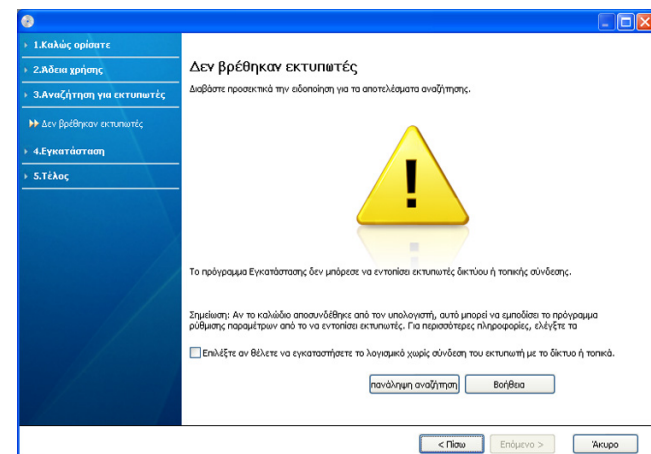 1.Καλώς ορίσατε
2.Άδεια χρήσης
3.Αναζήτηση για εκτυπωτές
Δεν βρέθηκαν εκτυπωτές
4.Εγκατάσταση
5.Τέλος
Δεν βρέθηκαν εκτυπωτές
Διαβάστε προσεκτικά την ειδοποίηση για τα αποτελέσματα αναζήτησης.
Το πρόγραμμα Εγκατάστασης δεν μπόρεσε να εντοπίσει εκτυπωτές δικτύου ή τοπικής σύνδεσης.
Σημείωση: Αν το καλώδιο αποσυνδέθηκε από τον υπολογιστή, αυτό μπορεί να εμποδίσει το πρόγραμμα
ρύθμισης παραμέτρων από το να εντοπίσει εκτυπωτές. Για περισσότερες πληροφορίες, ελέγξτε τα
Επιλέξτε αν θέλετε να εγκαταστήσετε το λογισμικό χωρίς σύνδεση του εκτυπωτή με το δίκτυο ή τοπικά.
πανάληψη αναζήτηση
Βοήθεια
< Πίσω
Επόμενο >
Άκυρο